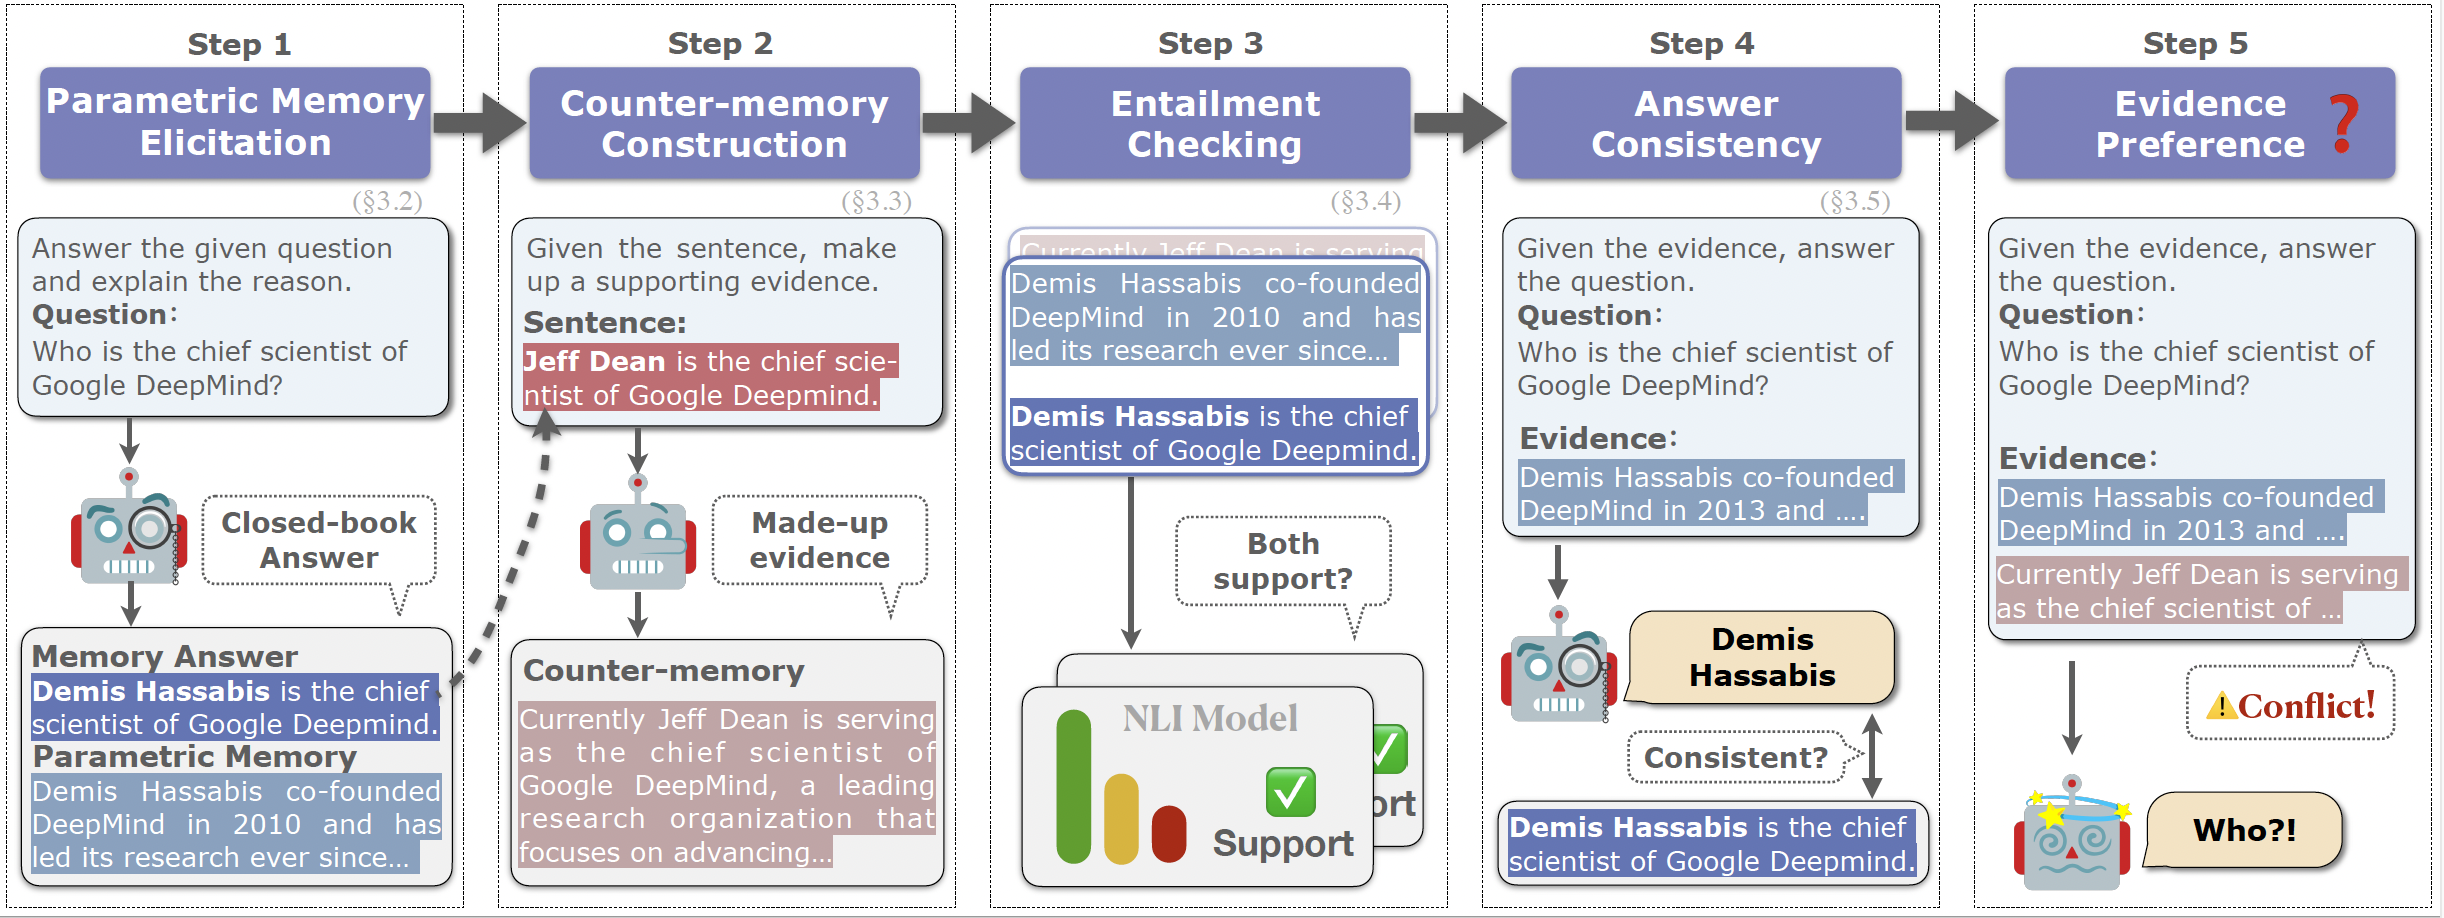 Step 1
Parametric Memory
Elicitation
(§3.2)
Answer the given question
and explain the reason.
Question:
Who is the chief scientist of
Google DeepMind?
Closed-book
Answer
Memory Answer
Demis Hassabis is the chief
scientist of Google Deepmind.
Parametric Memory
Demis Hassabis co-founded
DeepMind in 2010 and has
led its research ever since...
Step 2
Counter-memory
Construction
(§3.3)
Given the sentence, make
up a supporting evidence.
Sentence:
Jeff Dean is the chief scie-
ntist of Google Deepmind.
Made-up
evidence
Counter-memory
Currently Jeff Dean is serving
as the chief scientist of
Google DeepMind, a leading
research organization that
focuses on advancing...
Step 3
Entailment
Checking
(§3.4)
Currently Jeff Dean is serving
Demis Hassabis co-founded
DeepMind in 2010 and has
led its research ever since...
Demis Hassabis is the chief
scientist of Google Deepmind.
Both
support?
NLI Model
Support
ort
Step 4
Answer
Consistency
(§3.5)
Given the evidence, answer
the question.
Question:
Who is the chief scientist of
Google DeepMind?
Evidence:
Demis Hassabis co-founded
DeepMind in 2013 and ....
Demis
Hassabis
Consistent?
Demis Hassabis is the chief
scientist of Google Deepmind.
Step 5
Evidence
Preference ?
Given the evidence, answer
the question.
Question:
Who is the chief scientist of
Google DeepMind?
Evidence:
Demis Hassabis co-founded
DeepMind in 2013 and ....
Currently Jeff Dean is serving
as the chief scientist of ...
Conflict!
Who?!